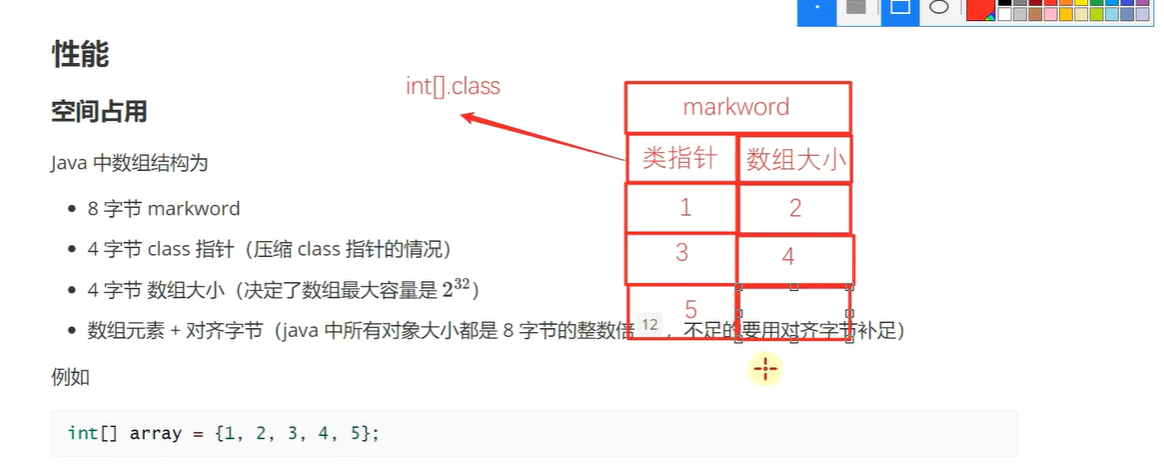 性能
空间占用
Java 中数组结构为
8 字节 markword
4 字节 class 指针（压缩 class 指针的情况）
4 字节 数组大小（决定了数组最大容量是 2^32）
数组元素 + 对齐字节（java 中所有对象大小都是 8 字节的整数倍 12 ，不足的要用对齐字节补足）
例如
int[] array = {1, 2, 3, 4, 5};
int[].class
markword
类指针 数组大小
1 2
3 4
5